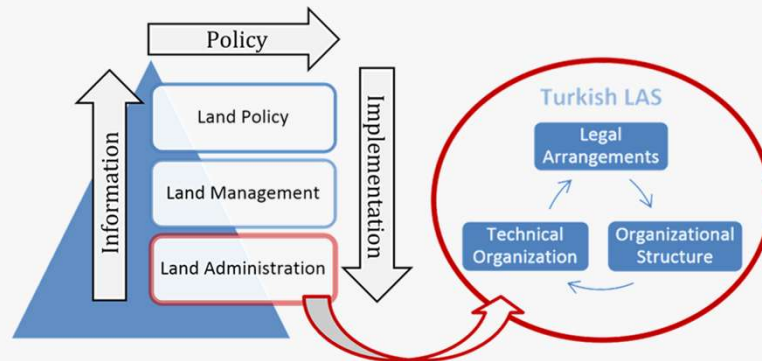 Policy
Information
Land Policy
Land Management
Land Administration
Implementation
Turkish LAS
Legal
Arrangements
Technical
Organization
Organizational
Structure